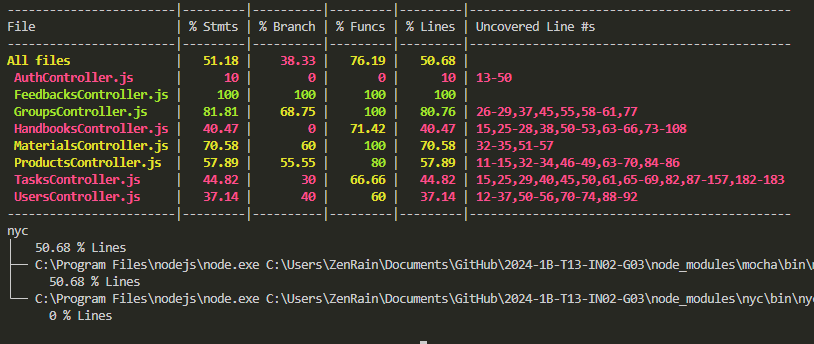 -------------------------|---------|----------|---------|---------|---------------------------------------------
File                     | % Stmts | % Branch | % Funcs | % Lines | Uncovered Line #s
-------------------------|---------|----------|---------|---------|---------------------------------------------
All files                |   51.18 |    38.33 |   76.19 |   50.68 |
 AuthController.js       |      10 |        0 |       0 |      10 | 13-50
 FeedbacksController.js  |     100 |      100 |     100 |     100 |
 GroupsController.js     |   81.81 |    68.75 |     100 |   80.76 | 26-29,37,45,55,58-61,77
 HandbooksController.js  |   40.47 |        0 |   71.42 |   40.47 | 15,25-28,38,50-53,63-66,73-108
 MaterialsController.js  |   70.58 |       60 |     100 |   70.58 | 32-35,51-57
 ProductsController.js   |   57.89 |    55.55 |      80 |   57.89 | 11-15,32-34,46-49,63-70,84-86
 TasksController.js      |   44.82 |       30 |   66.66 |   44.82 | 15,25,29,40,45,50,61,65-69,82,87-157,182-183
 UsersController.js      |   37.14 |       40 |      60 |   37.14 | 12-37,50-56,70-74,88-92
-------------------------|---------|----------|---------|---------|---------------------------------------------
nyc
50.68 % Lines
C:\Program Files\nodejs\node.exe C:\Users\ZenRain\Documents\GitHub\2024-1B-T13-IN02-G03\node_modules\mocha\bin\
50.68 % Lines
C:\Program Files\nodejs\node.exe C:\Users\ZenRain\Documents\GitHub\2024-1B-T13-IN02-G03\node_modules\nyc\bin\ny
0 % Lines